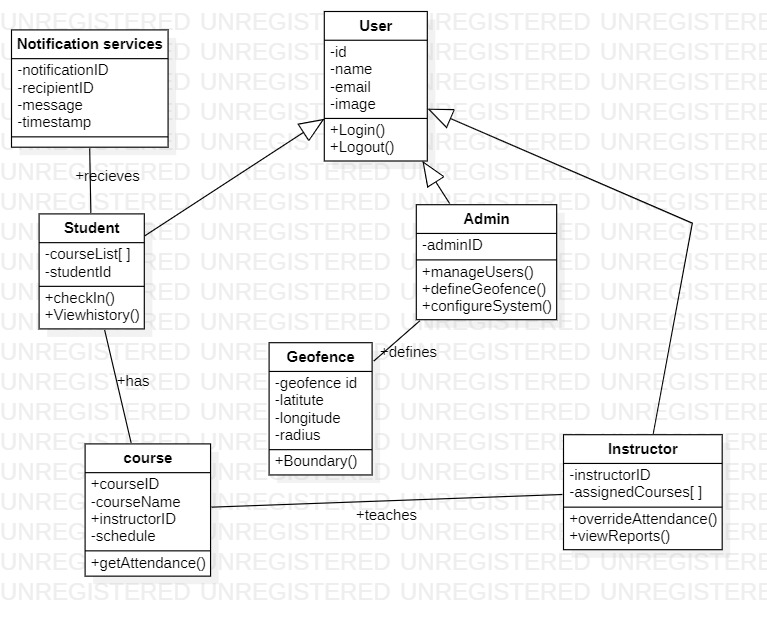 Notification services
-notificationID
-recipientID
-message
-timestamp
User
-id
-name
-email
-image
+Login()
+Logout()
+recieves
Student
-courseList[ ]
-studentId
+checkIn()
+Viewhistory()
Admin
-adminID
+manageUsers()
+defineGeofence()
+configureSystem()
+defines
Geofence
-geofence id
-latitute
-longitude
-radius
+Boundary()
+has
course
+courseID
-courseName
+instructorID
-schedule
+getAttendance()
+teaches
Instructor
-instructorID
-assignedCourses[ ]
+overrideAttendance()
+viewReports()
UNREGISTERED UNREGISTERED UNREGISTERED UNREGISTERED